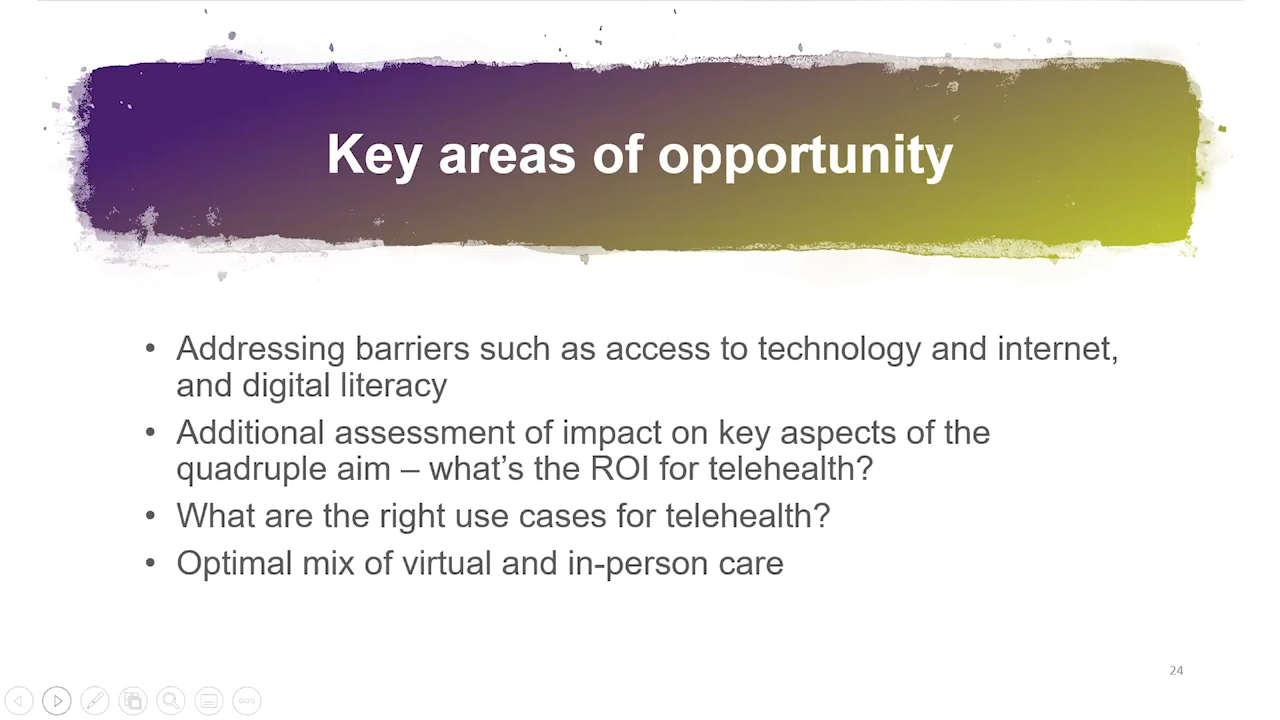 Key areas of opportunity
• Addressing barriers such as access to technology and internet,
and digital literacy
• Additional assessment of impact on key aspects of the
quadruple aim – what’s the ROI for telehealth?
• What are the right use cases for telehealth?
• Optimal mix of virtual and in-person care
24